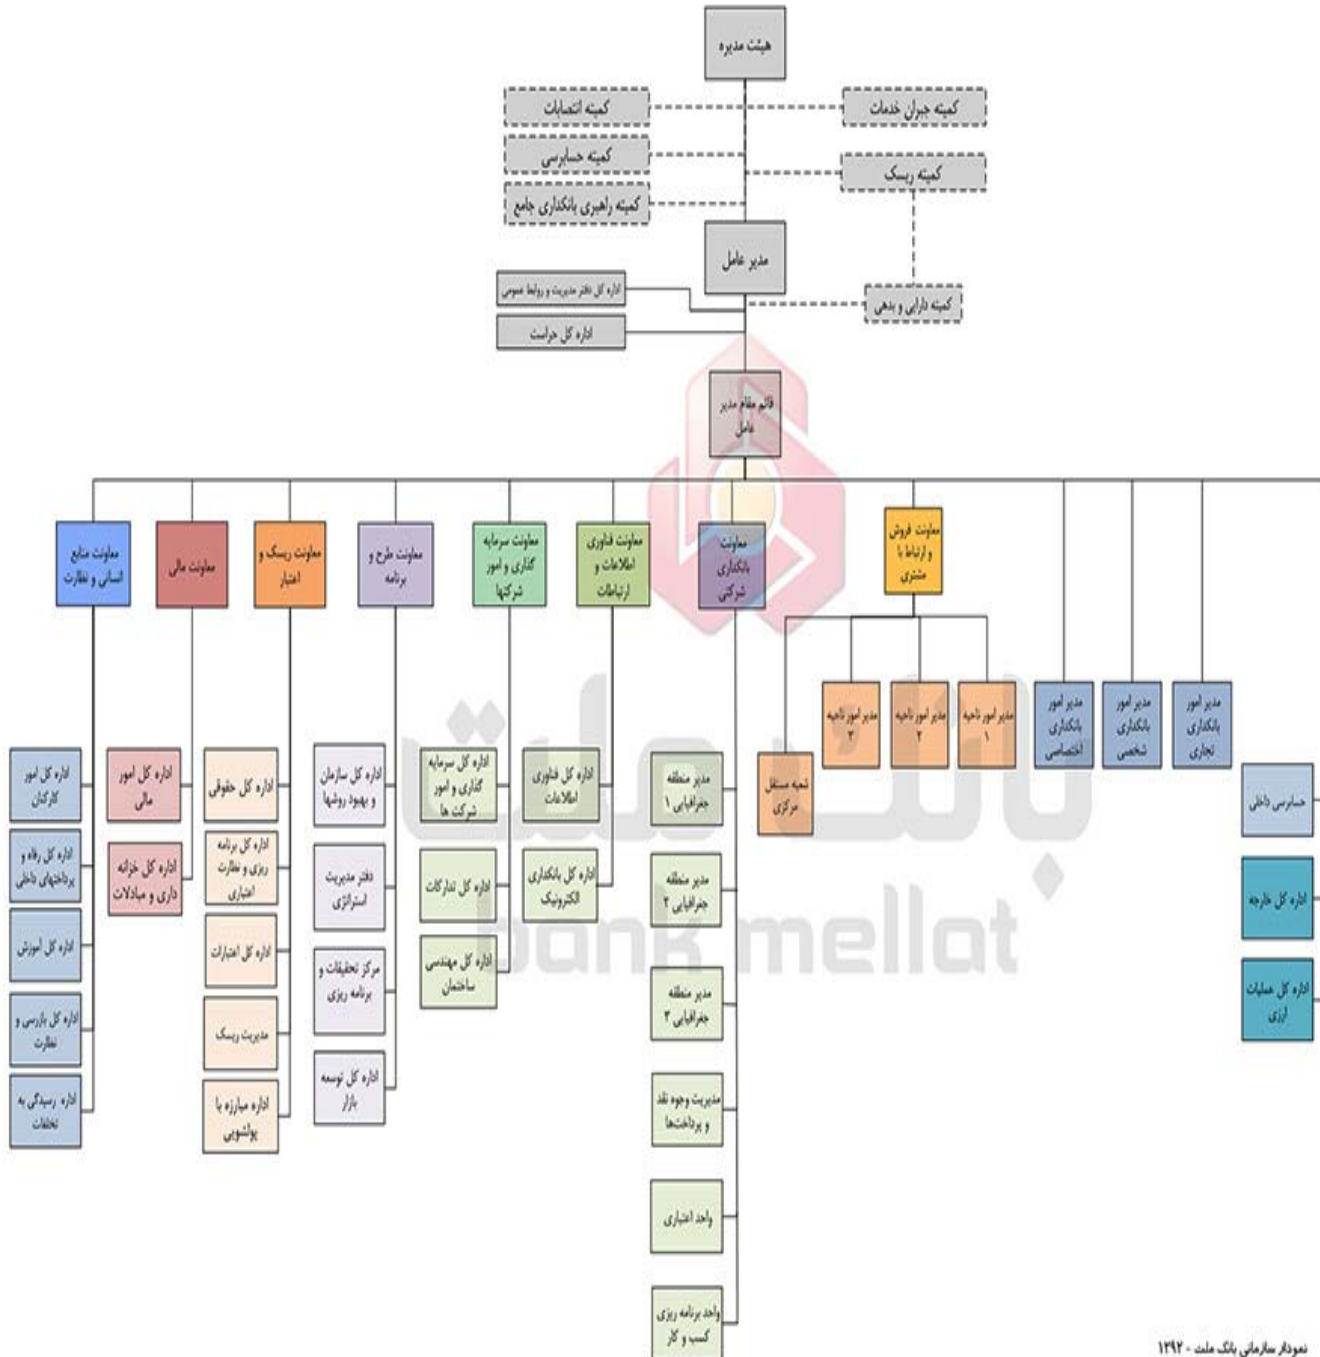 هیئت مدیره
کمیته جبران خدمات
کمیته انتصابات
کمیته حسابرسی
کمیته ریسک
کمیته راهبری بانکداری جامع
مدیر عامل
اداره کل دفتر مدیریت و روابط عمومی
کمیته دارایی و بدهی
اداره کل حراست
قائم مقام مدیر
عامل
معاونت فروش
و ارتباط با
مشتری
معاونت
بانکداری
شرکتی
معاونت فناوری
اطلاعات و
ارتباطات
معاونت سرمایه
گذاری و امور
شرکتها
معاونت طرح و
برنامه
معاونت ریسک و
اعتبار
معاونت مالی
معاونت منابع
انسانی و نظارت
مدیر امور
بانکداری
تجاری
مدیر امور
بانکداری
شخصی
مدیر امور
بانکداری
اختصاصی
مدیر امور ناحیه
۱
مدیر امور ناحیه
۲
مدیر امور ناحیه
۳
شعبه مستقل
مرکزی
حسابرسی داخلی
اداره کل خارجه
اداره کل عملیات
ارزی
مدیر منطقه
جغرافیایی ۱
مدیر منطقه
جغرافیایی ۲
مدیر منطقه
جغرافیایی ۳
مدیریت وجوه نقد
و پرداخت‌ها
واحد اعتباری
واحد برنامه ریزی
کسب و کار
اداره کل فناوری
اطلاعات
اداره کل بانکداری
الکترونیک
اداره کل سرمایه
گذاری و امور
شرکت ها
اداره کل تدارکات
اداره کل مهندسی
ساختمان
اداره کل سازمان
و بهبود روشها
دفتر مدیریت
استراتژی
مرکز تحقیقات و
برنامه ریزی
اداره کل توسعه
بازار
اداره کل حقوقی
اداره کل برنامه
ریزی و نظارت
اعتباری
اداره کل اعتبارات
مدیریت ریسک
اداره مبارزه با
پولشویی
اداره کل امور
مالی
اداره کل خزانه
داری و مبادلات
اداره کل امور
کارکنان
اداره کل رفاه و
پرداختهای داخلی
اداره کل آموزش
اداره کل بازرسی و
نظارت
اداره رسیدگی به
تخلفات
بانک ملت
bank mellat
نمودار سازمانی بانک ملت - ۱۳۹۲